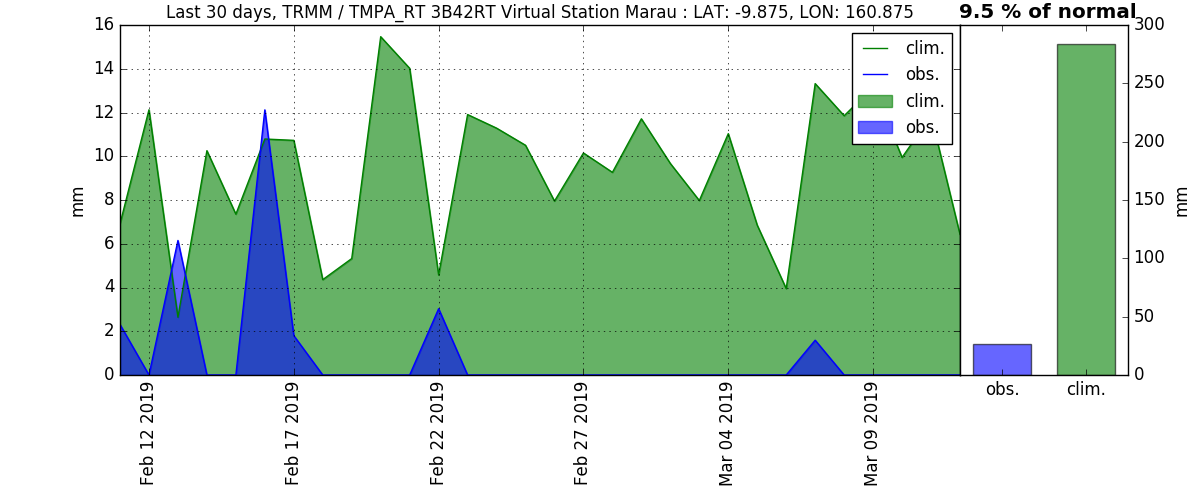 Last 30 days, TRMM / TMPA_RT 3B42RT Virtual Station Marau : LAT: -9.875, LON: 160.875
9.5 % of normal
16
14
12
10
8
6
4
2
0
mm
clim.
obs.
clim.
obs.
Feb 12 2019
Feb 17 2019
Feb 22 2019
Feb 27 2019
Mar 04 2019
Mar 09 2019
300
250
200
150
100
50
0
mm
obs.
clim.